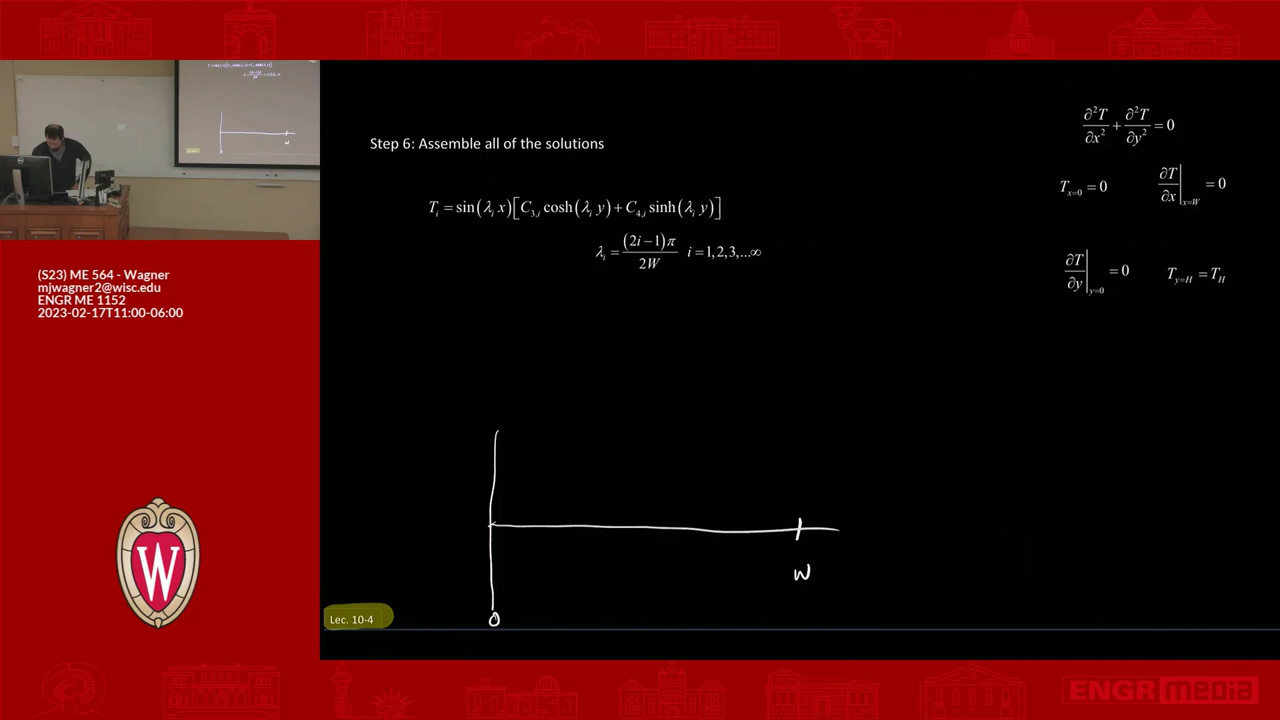 Step 6: Assemble all of the solutions
T_i = sin(λ_i x)[C_{3,i} cosh(λ_i y) + C_{4,i} sinh(λ_i y)]
λ_i = (2i−1)π / 2W   i = 1,2,3,...∞
∂²T/∂x² + ∂²T/∂y² = 0
T_{x=0} = 0   ∂T/∂x|_{x=W} = 0
∂T/∂y|_{y=0} = 0   T_{y=H} = T_H
(S23) ME 564 - Wagner
mjwagner2@wisc.edu
ENGR ME 1152
2023-02-17T11:00-06:00
W
W
0
Lec. 10-4
ENGR media